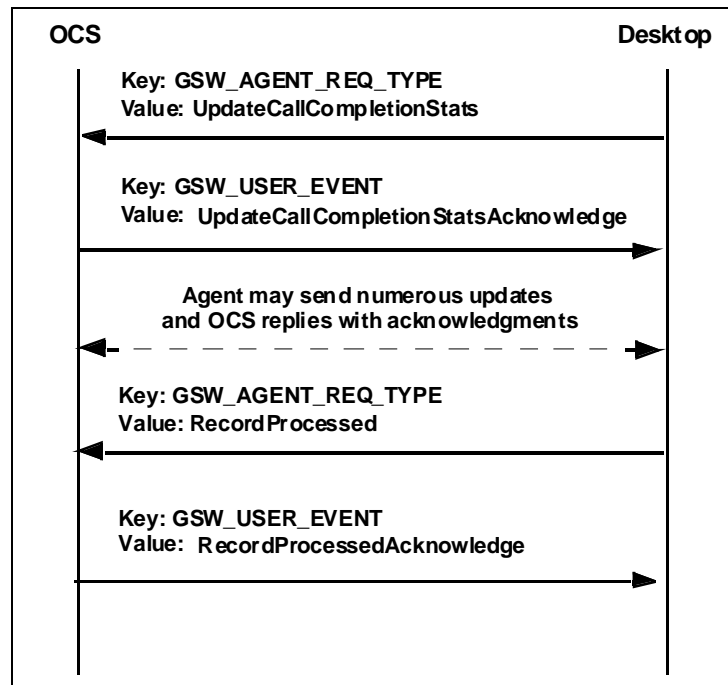 OCS
Desktop
Key: GSW_AGENT_REQ_TYPE
Value: UpdateCallCompletionStats
Key: GSW_USER_EVENT
Value: UpdateCallCompletionStatsAcknowledge
Agent may send numerous updates
and OCS replies with acknowledgments
Key: GSW_AGENT_REQ_TYPE
Value: RecordProcessed
Key: GSW_USER_EVENT
Value: RecordProcessedAcknowledge